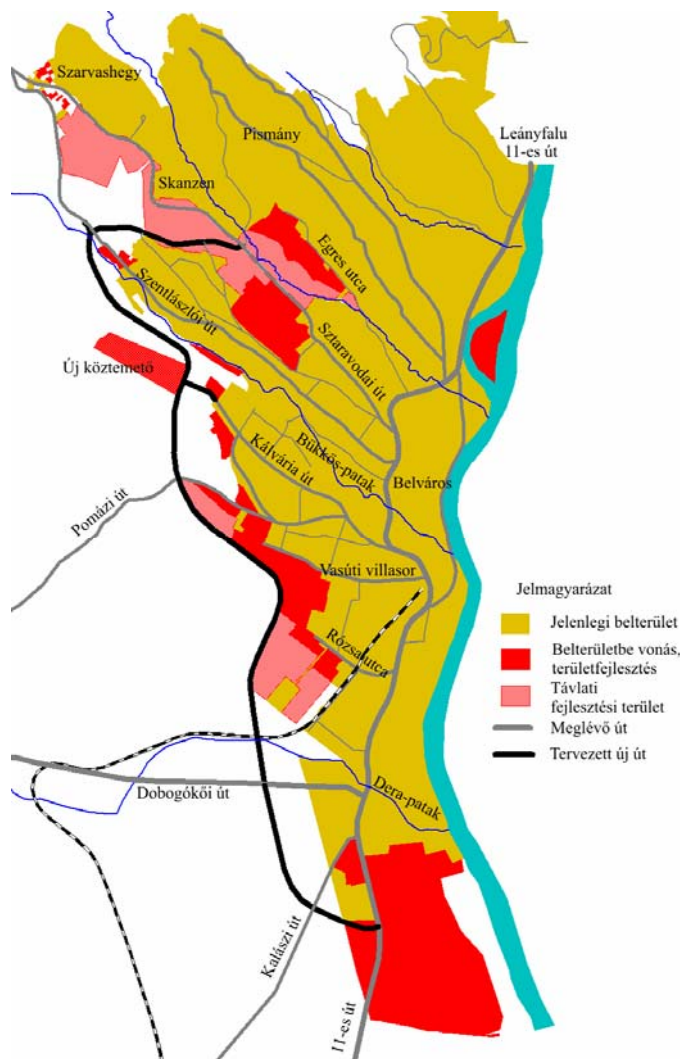 Szarvashegy
Pismány
Leányfalu
11-es út
Skanzen
Egres utca
Szentlászlói út
Sztaravodai út
Új köztemető
Bükkös-patak
Kálvária út
Belváros
Pomázi út
Vasúti villasor
Rózsa utca
Jelmagyarázat
Jelenlegi belterület
Belterületbe vonás,
területfejlesztés
Távlati
fejlesztési terület
Meglévő út
Tervezett új út
Dobogókői út
Dera-patak
Kalászi út
11-es út